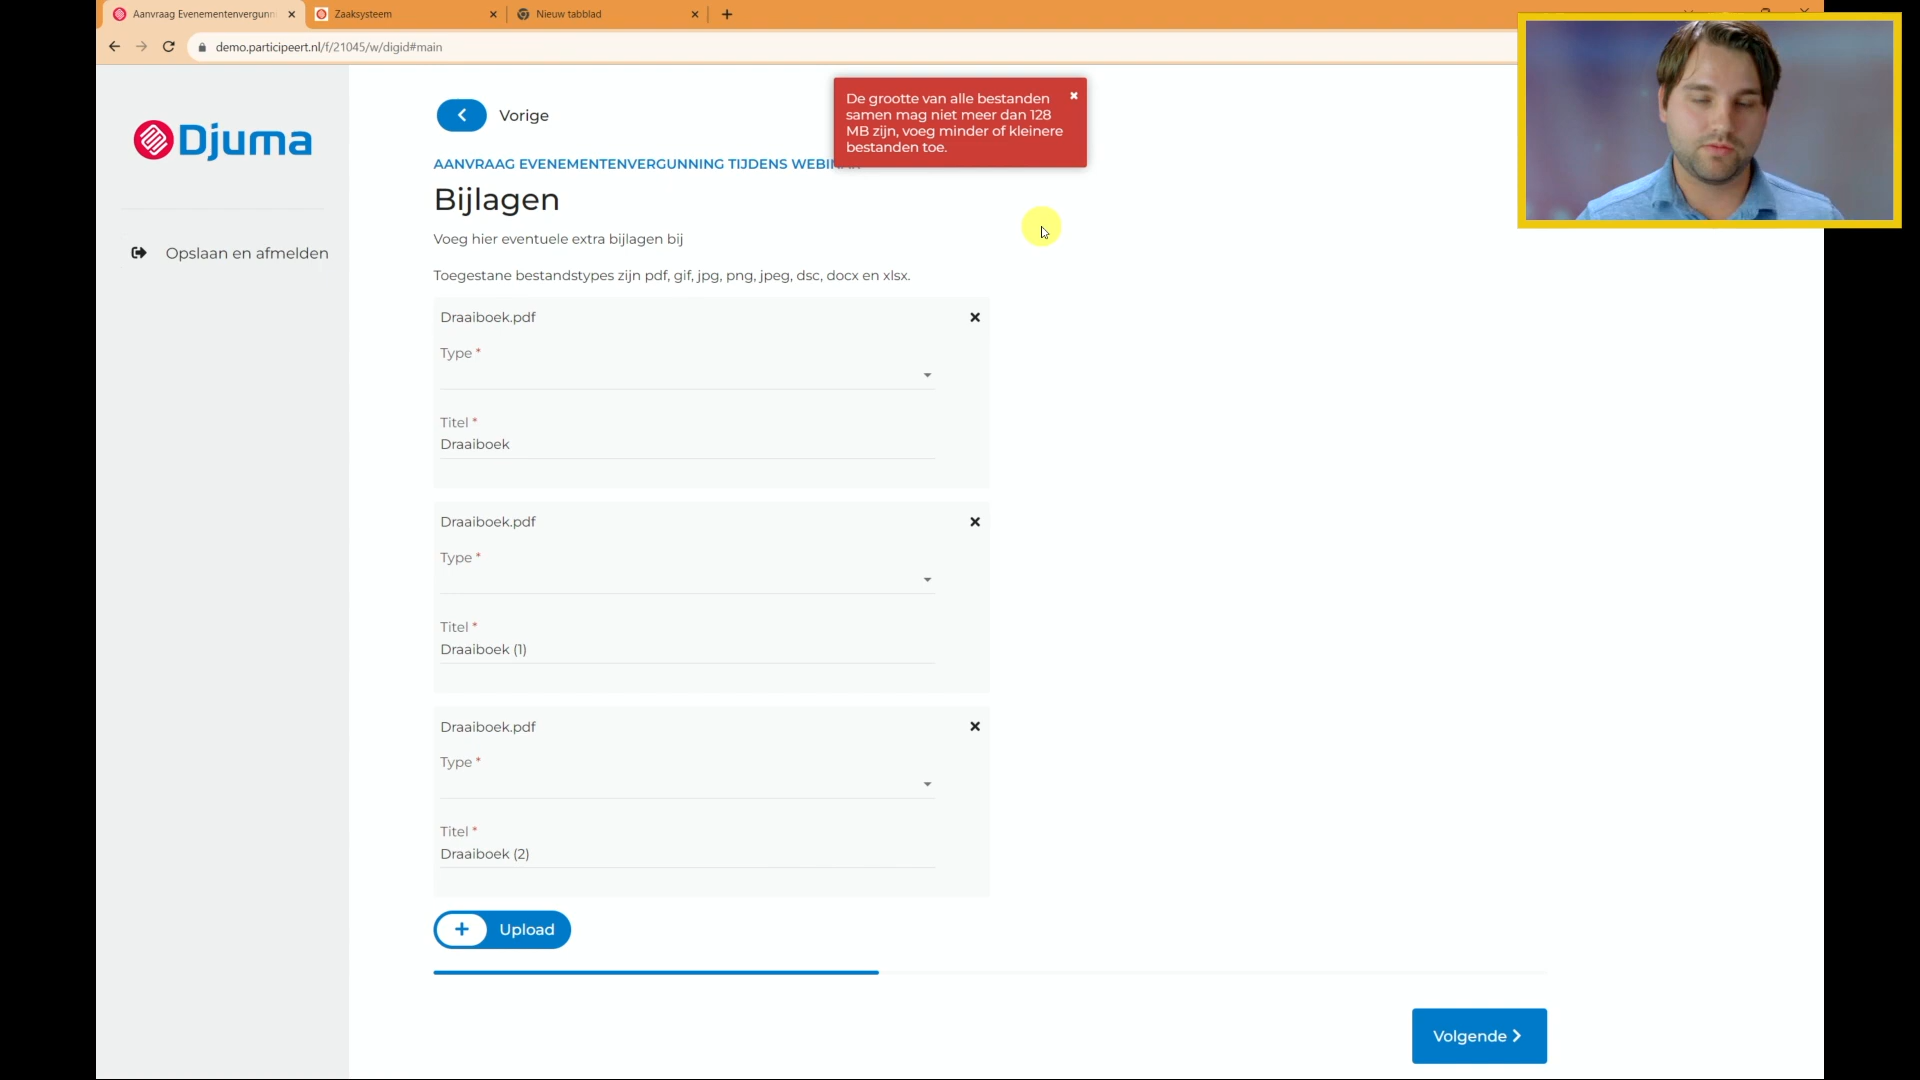 Aanvraag Evenementenvergunn
Zaaksysteem
Nieuw tabblad
demo.participeert.nl/f/21045/w/digid#main
Djuma
Opslaan en afmelden
Vorige
De grootte van alle bestanden
samen mag niet meer dan 128
MB zijn, voeg minder of kleinere
bestanden toe.
AANVRAAG EVENEMENTENVERGUNNING TIJDENS
Bijlagen
Voeg hier eventuele extra bijlagen bij
Toegestane bestandstypes zijn pdf, gif, jpg, png, jpeg, dsc, docx en xlsx.
Draaiboek.pdf
Type *
Titel *
Draaiboek
Draaiboek.pdf
Type *
Titel *
Draaiboek (1)
Draaiboek.pdf
Type *
Titel *
Draaiboek (2)
Upload
Volgende